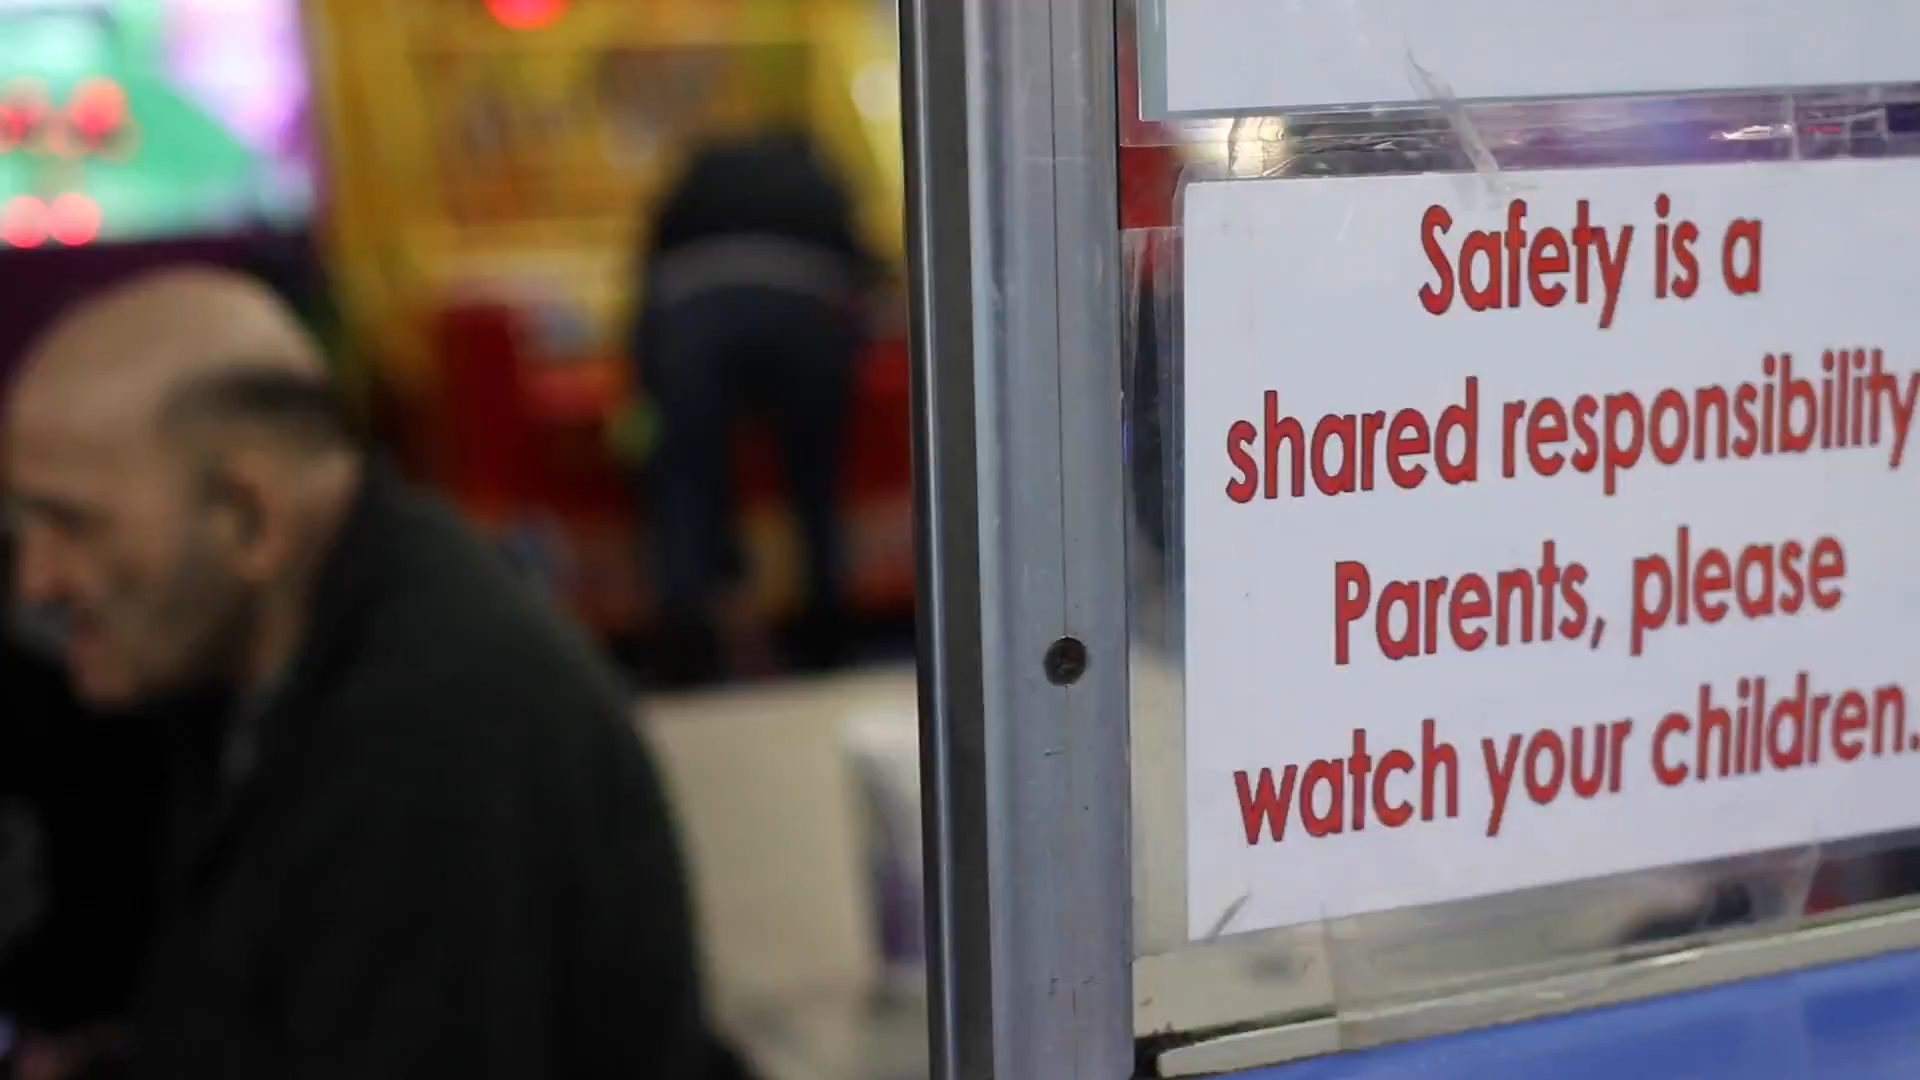 Safety is a
shared responsibility
Parents, please
watch your children.